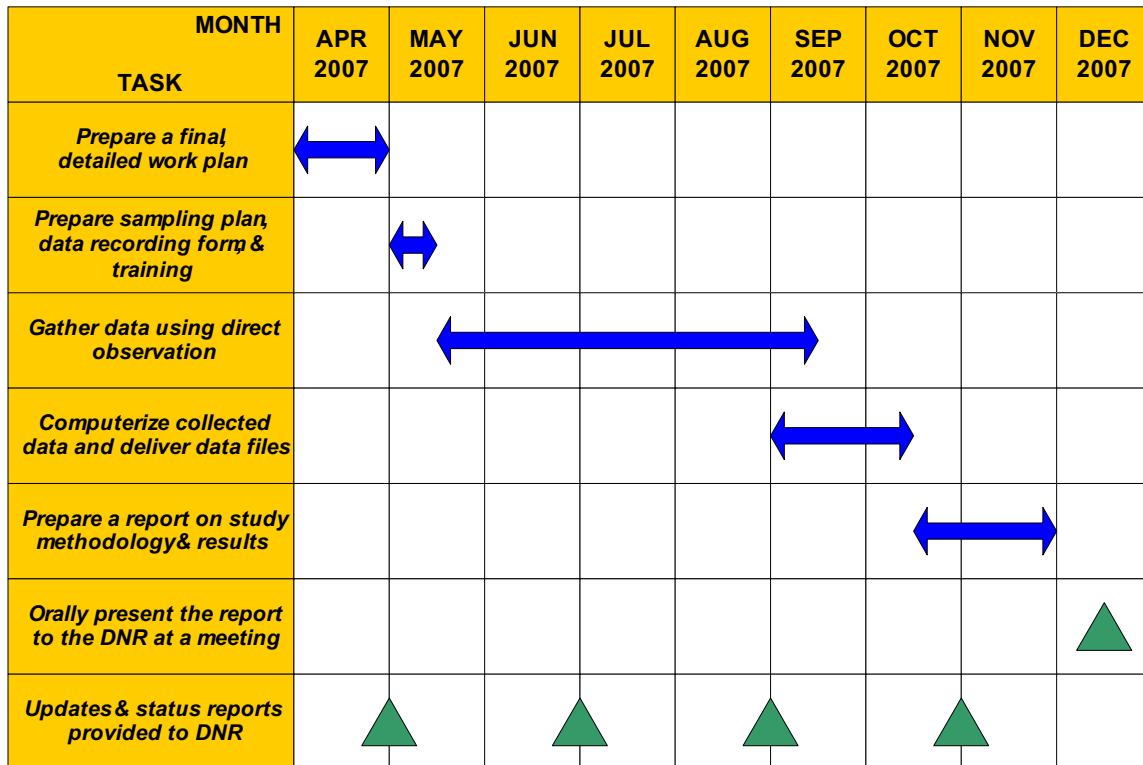 MONTH
TASK
APR
2007
MAY
2007
JUN
2007
JUL
2007
AUG
2007
SEP
2007
OCT
2007
NOV
2007
DEC
2007
Prepare a final,
detailed work plan
Prepare sampling plan,
data recording form, &
training
Gather data using direct
observation
Computerize collected
data and deliver data files
Prepare a report on study
methodology & results
Orally present the report
to the DNR at a meeting
Updates & status reports
provided to DNR